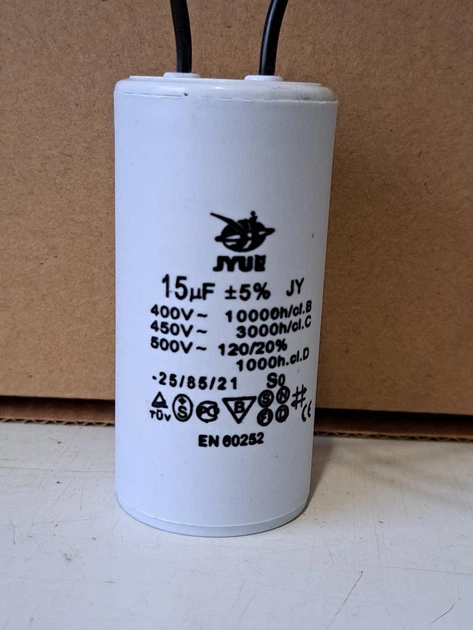 JYUE
15µF ±5% JY
400V~ 10000h/cl.B
450V~ 3000h/cl.C
500V~ 120/20%
1000h.cl.D
-25/85/21 S0
TÜV S B S N F D CE
EN 60252